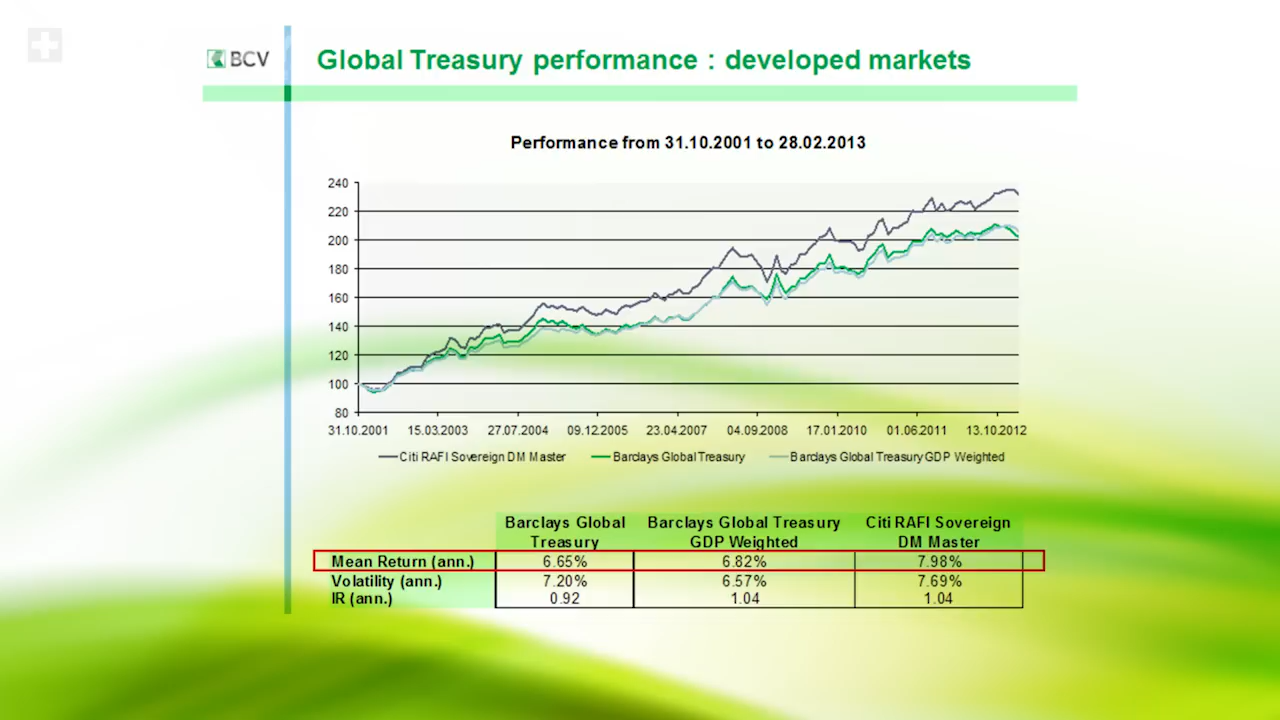 BCV
Global Treasury performance : developed markets
Performance from 31.10.2001 to 28.02.2013
240
220
200
180
160
140
120
100
80
31.10.2001 15.03.2003 27.07.2004 09.12.2005 23.04.2007 04.09.2008 17.01.2010 01.06.2011 13.10.2012
Citi RAFI Sovereign DM Master Barclays Global Treasury Barclays Global Treasury GDP Weighted
Barclays Global Barclays Global Treasury Citi RAFI Sovereign
Treasury GDP Weighted DM Master
Mean Return (ann.) 6.65% 6.82% 7.98%
Volatility (ann.) 7.20% 6.57% 7.69%
IR (ann.) 0.92 1.04 1.04